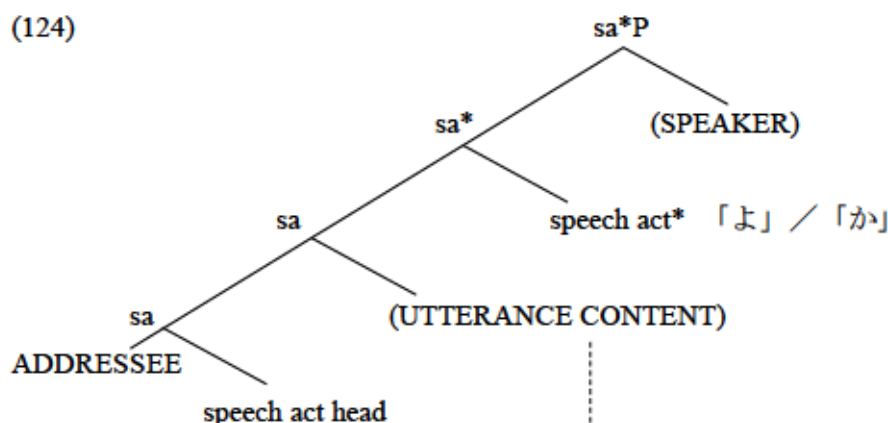 (124)
sa*P
sa*
(SPEAKER)
sa
speech act* 「よ」／「か」
sa
(UTTERANCE CONTENT)
ADDRESSEE
speech act head